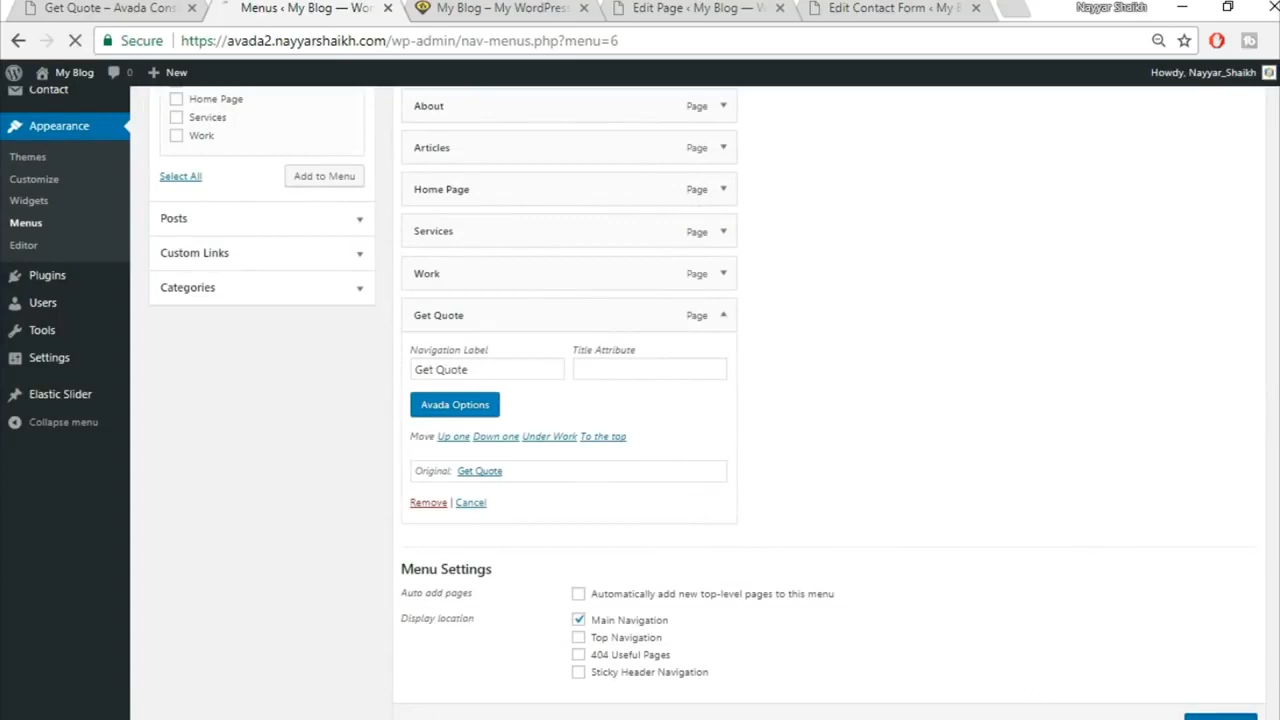 Get Quote – Avada Cons
Menus ‹ My Blog — Wor
My Blog – My WordPress
Edit Page ‹ My Blog — W
Edit Contact Form ‹ My B
Nayyar Shaikh
Secure
https://avada2.nayyarshaikh.com/wp-admin/nav-menus.php?menu=6
My Blog
0
New
Howdy, Nayyar_Shaikh
Contact
Appearance
Themes
Customize
Widgets
Menus
Editor
Plugins
Users
Tools
Settings
Elastic Slider
Collapse menu
Home Page
Services
Work
Select All
Add to Menu
Posts
Custom Links
Categories
About Page
Articles Page
Home Page Page
Services Page
Work Page
Get Quote Page
Navigation Label
Title Attribute
Get Quote
Avada Options
Move Up one Down one Under Work To the top
Original: Get Quote
Remove | Cancel
Menu Settings
Auto add pages
Automatically add new top-level pages to this menu
Display location
Main Navigation
Top Navigation
404 Useful Pages
Sticky Header Navigation